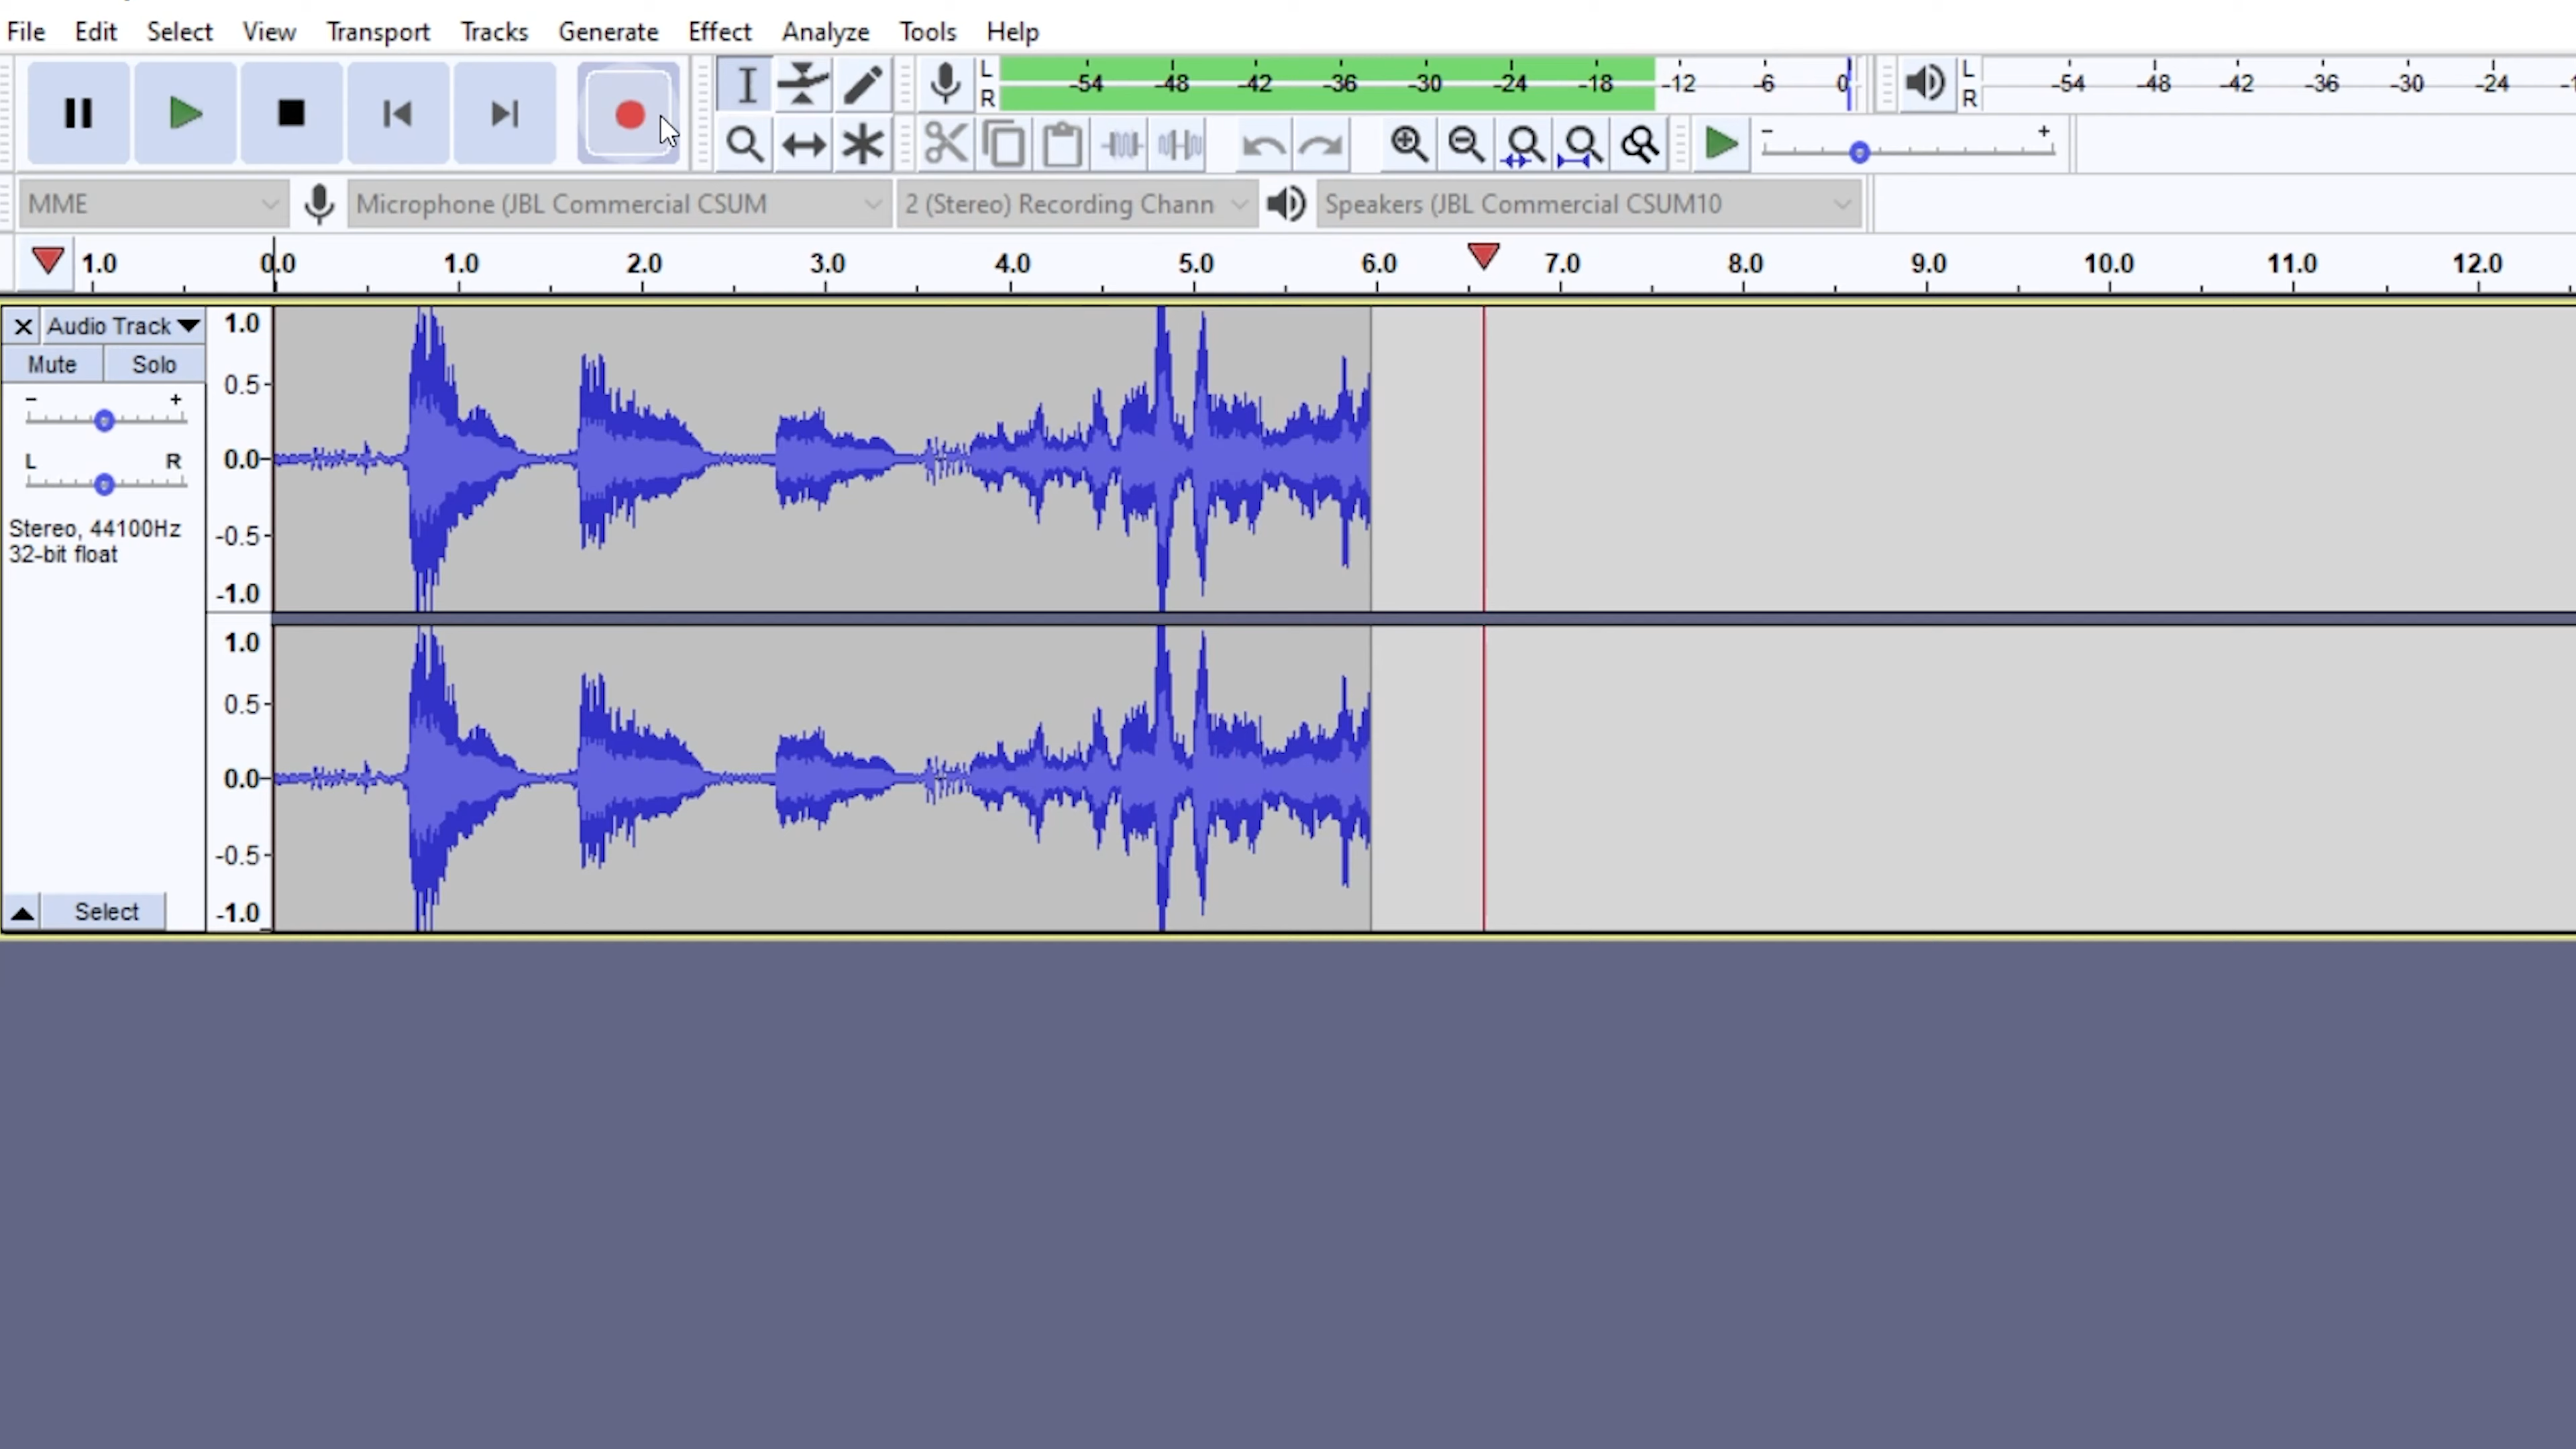 File Edit Select View Transport Tracks Generate Effect Analyze Tools Help
L -54 -48 -42 -36 -30 -24 -18 -12 -6 0 L -54 -48 -42 -36 -30 -24
R R
- +
MME Microphone (JBL Commercial CSUM 2 (Stereo) Recording Chann Speakers (JBL Commercial CSUM10
1.0 0.0 1.0 2.0 3.0 4.0 5.0 6.0 7.0 8.0 9.0 10.0 11.0 12.0
X Audio Track 1.0
Mute Solo
- + 0.5
L R 0.0
Stereo, 44100Hz -0.5
32-bit float
-1.0
1.0
0.5
0.0
-0.5
Select -1.0